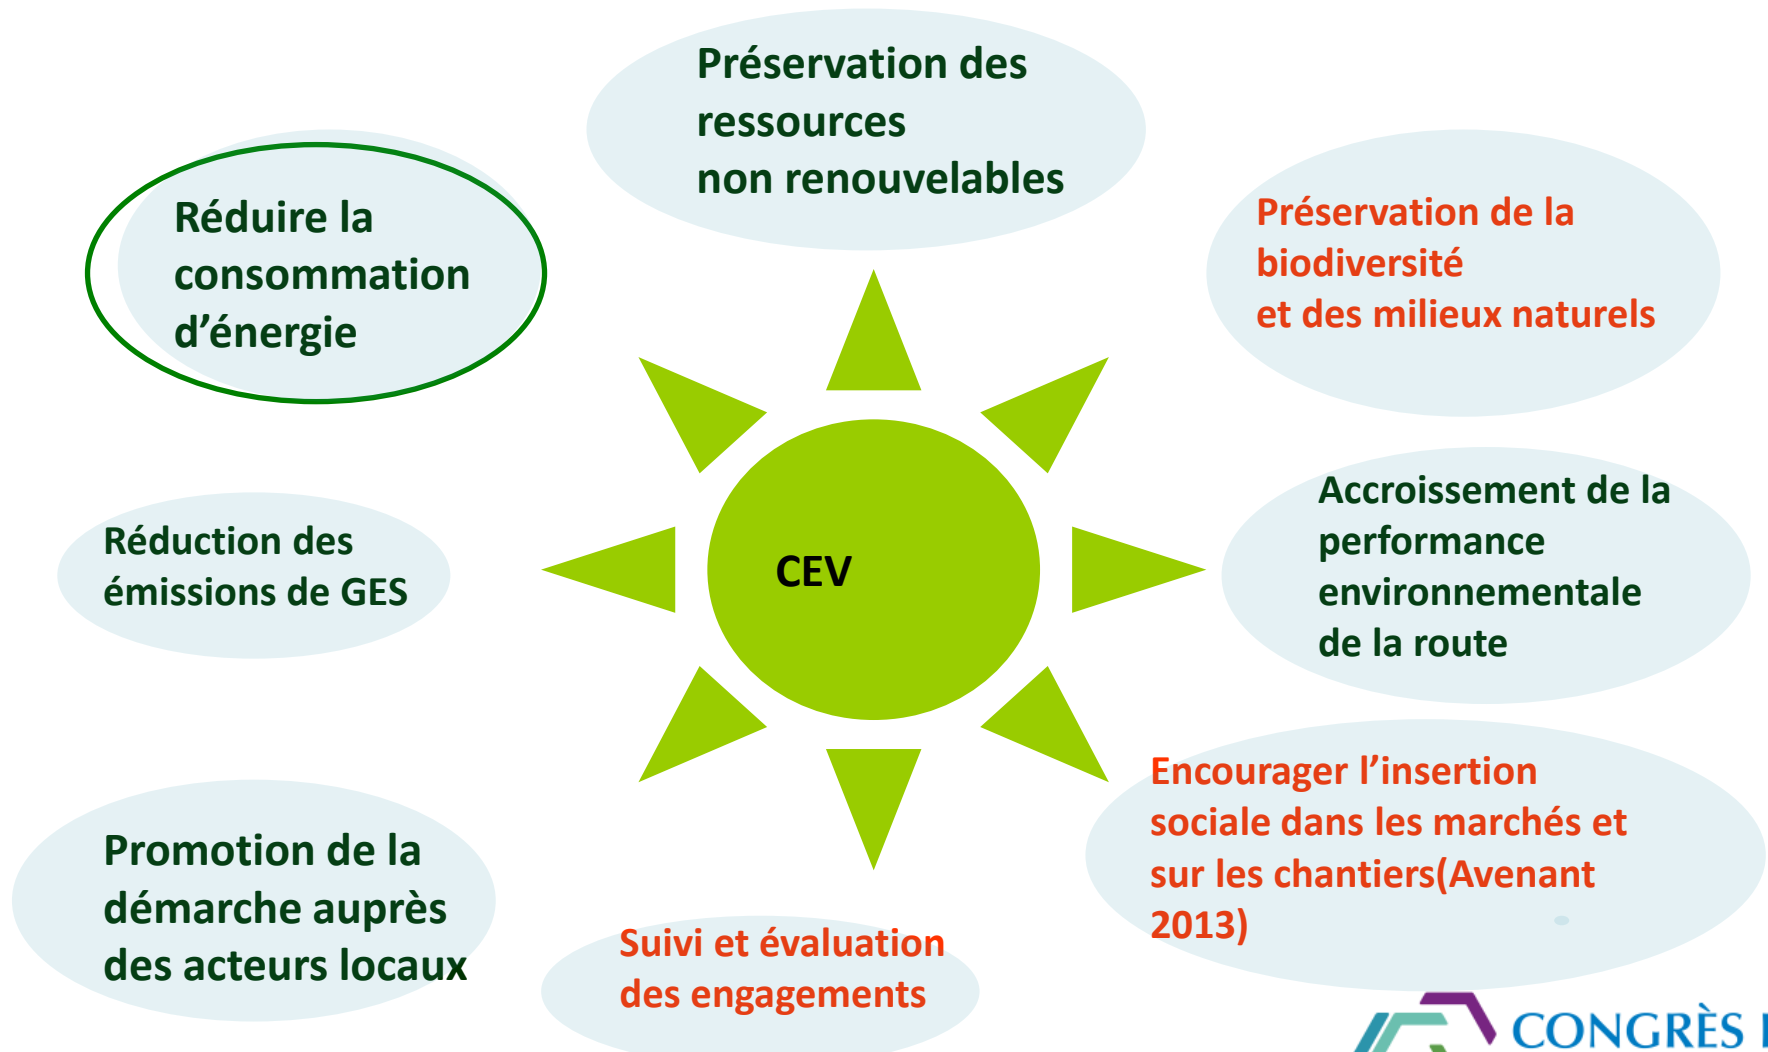 Préservation des
ressources
non renouvelables
Réduire la
consommation
d’énergie
Préservation de la
biodiversité
et des milieux naturels
Réduction des
émissions de GES
CEV
Accroissement de la
performance
environnementale
de la route
Promotion de la
démarche auprès
des acteurs locaux
Suivi et évaluation
des engagements
Encourager l’insertion
sociale dans les marchés et
sur les chantiers(Avenant
2013)
CONGRÈS